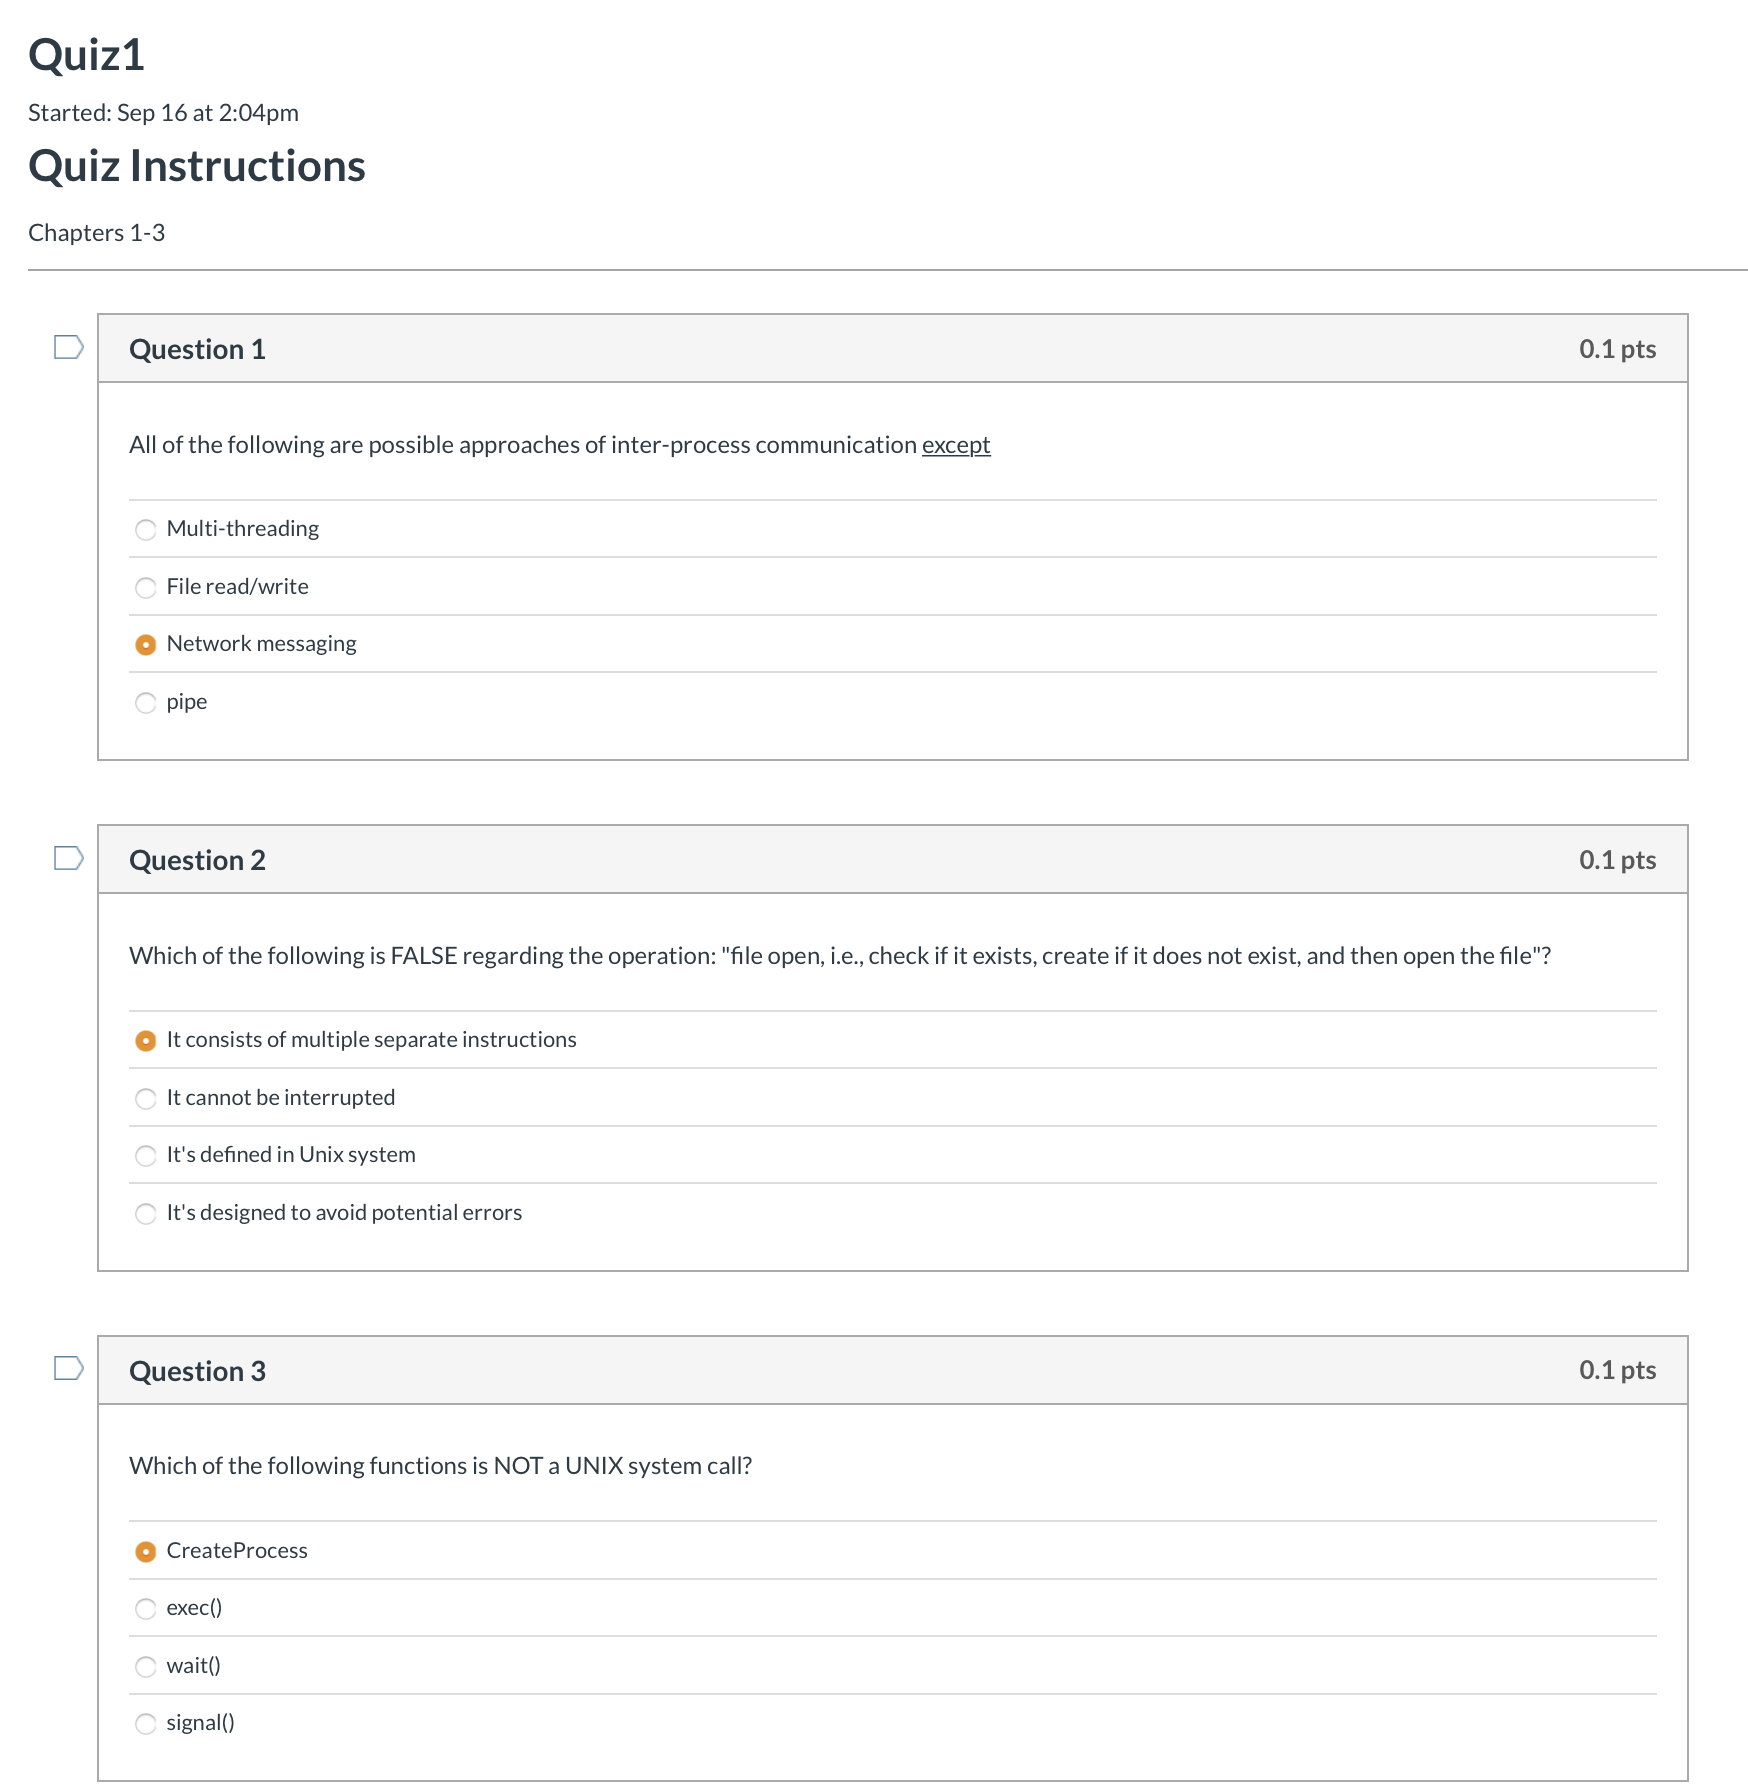 Quiz1
Started: Sep 16 at 2:04pm
Quiz Instructions
Chapters 1-3
Question 1
0.1 pts
All of the following are possible approaches of inter-process communication except
Multi-threading
File read/write
Network messaging
pipe
Question 2
0.1 pts
Which of the following is FALSE regarding the operation: "file open, i.e., check if it exists, create if it does not exist, and then open the file"?
It consists of multiple separate instructions
It cannot be interrupted
It's defined in Unix system
It's designed to avoid potential errors
Question 3
0.1 pts
Which of the following functions is NOT a UNIX system call?
CreateProcess
exec()
wait()
signal()